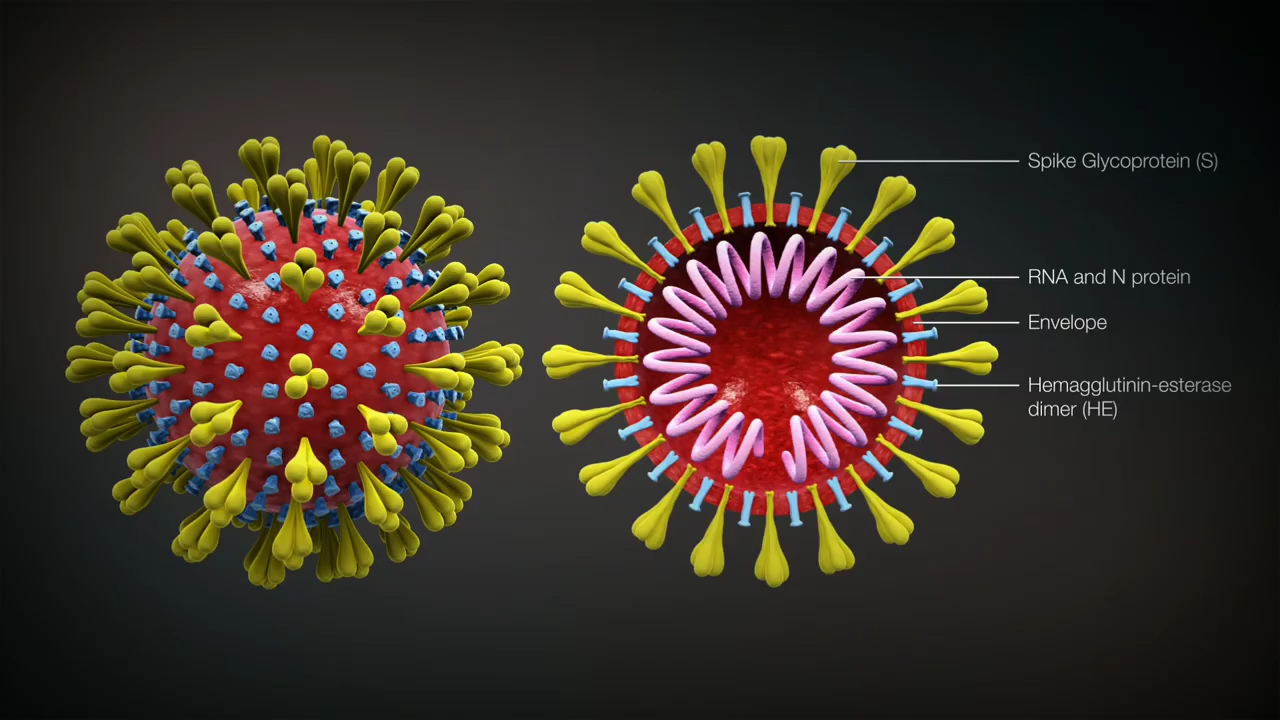 Spike Glycoprotein (S)
RNA and N protein
Envelope
Hemagglutinin-esterase
dimer (HE)